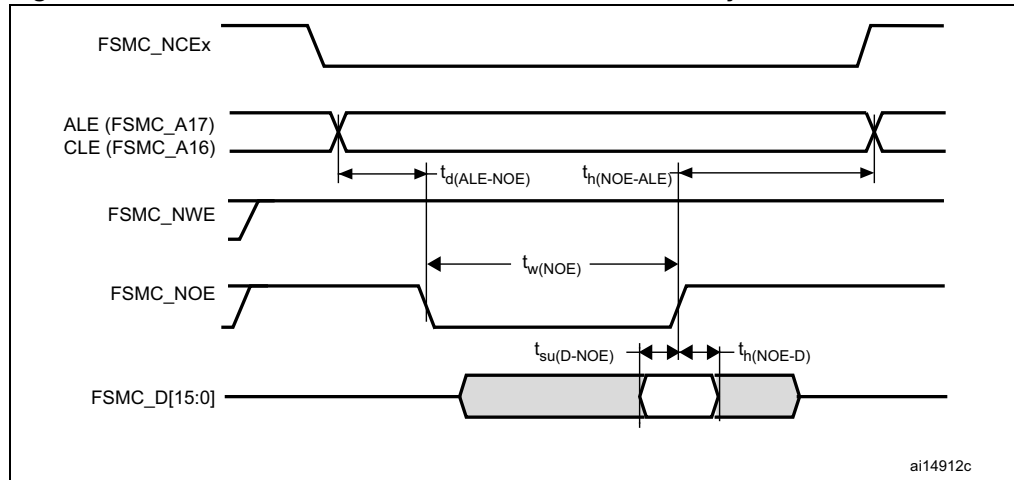 FSMC_NCEx
ALE (FSMC_A17)
CLE (FSMC_A16)
td(ALE-NOE)
th(NOE-ALE)
FSMC_NWE
tw(NOE)
FSMC_NOE
tsu(D-NOE)
th(NOE-D)
FSMC_D[15:0]
ai14912c